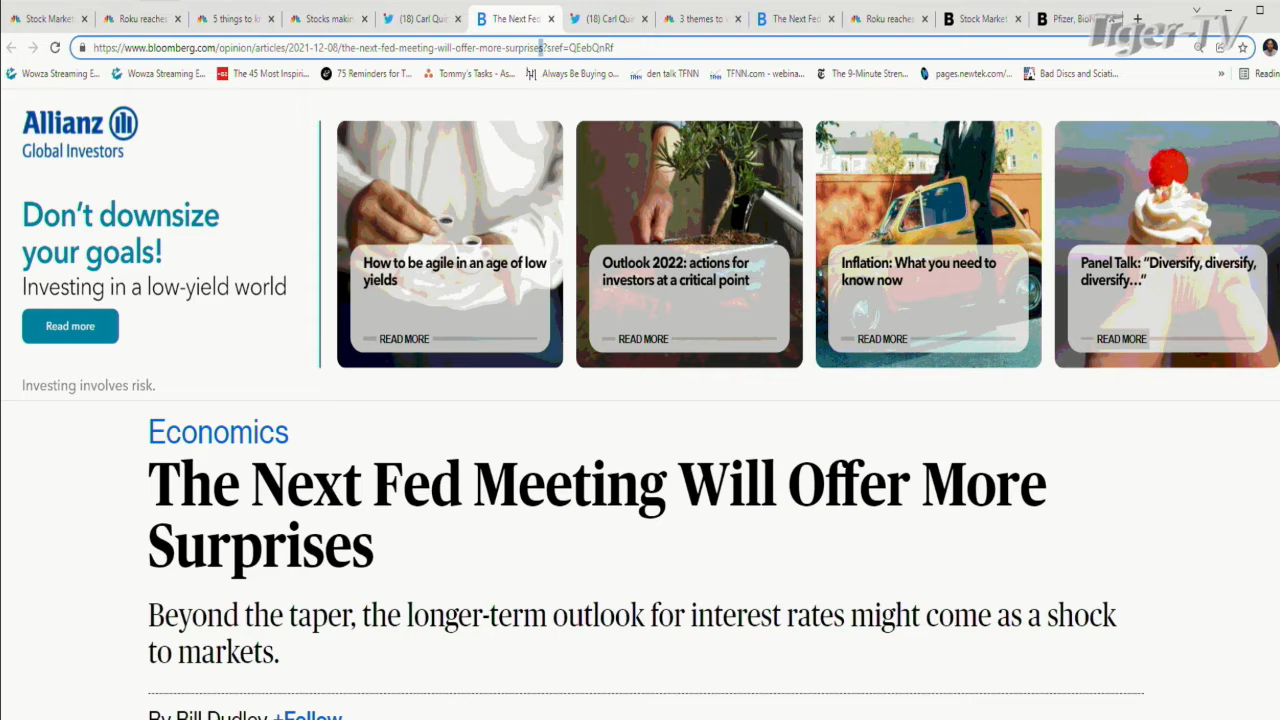 Stock Market
Roku reaches
5 things to k
Stocks makin
(18) Carl Qui
The Next Fed
(18) Carl Qui
3 themes to
The Next Fed
Roku reache
Stock Market
Pfizer, Bio
Tiger-TV
https://www.bloomberg.com/opinion/articles/2021-12-08/the-next-fed-meeting-will-offer-more-surprises?sref=QEebQnRf
Wowza Streaming E...
Wowza Streaming E...
The 45 Most Inspiri...
75 Reminders for T...
Tommy's Tasks - As...
Always Be Buying o...
den talk TFNN
TFNN.com - webina...
The 9-Minute Stren...
pages.newtek.com/...
Bad Discs and Sciati...
»
Readin
Allianz
Global Investors
Don't downsize
your goals!
Investing in a low-yield world
Read more
Investing involves risk.
How to be agile in an age of low
yields
READ MORE
Outlook 2022: actions for
investors at a critical point
READ MORE
Inflation: What you need to
know now
READ MORE
Panel Talk: "Diversify, diversify,
diversify..."
READ MORE
Economics
The Next Fed Meeting Will Offer More
Surprises
Beyond the taper, the longer-term outlook for interest rates might come as a shock
to markets.
By Bill Dudley +Follow